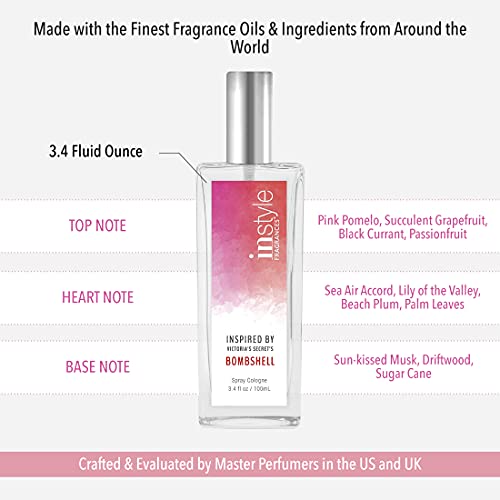 Made with the Finest Fragrance Oils & Ingredients from Around the
World
3.4 Fluid Ounce
TOP NOTE
Pink Pomelo, Succulent Grapefruit,
Black Currant, Passionfruit
instyle
FRAGRANCES
HEART NOTE
Sea Air Accord, Lily of the Valley,
Beach Plum, Palm Leaves
INSPIRED BY
VICTORIA'S SECRET'S
BOMBSHELL
BASE NOTE
Sun-kissed Musk, Driftwood,
Sugar Cane
Spray Cologne
3.4 fl oz / 100mL
Crafted & Evaluated by Master Perfumers in the US and UK